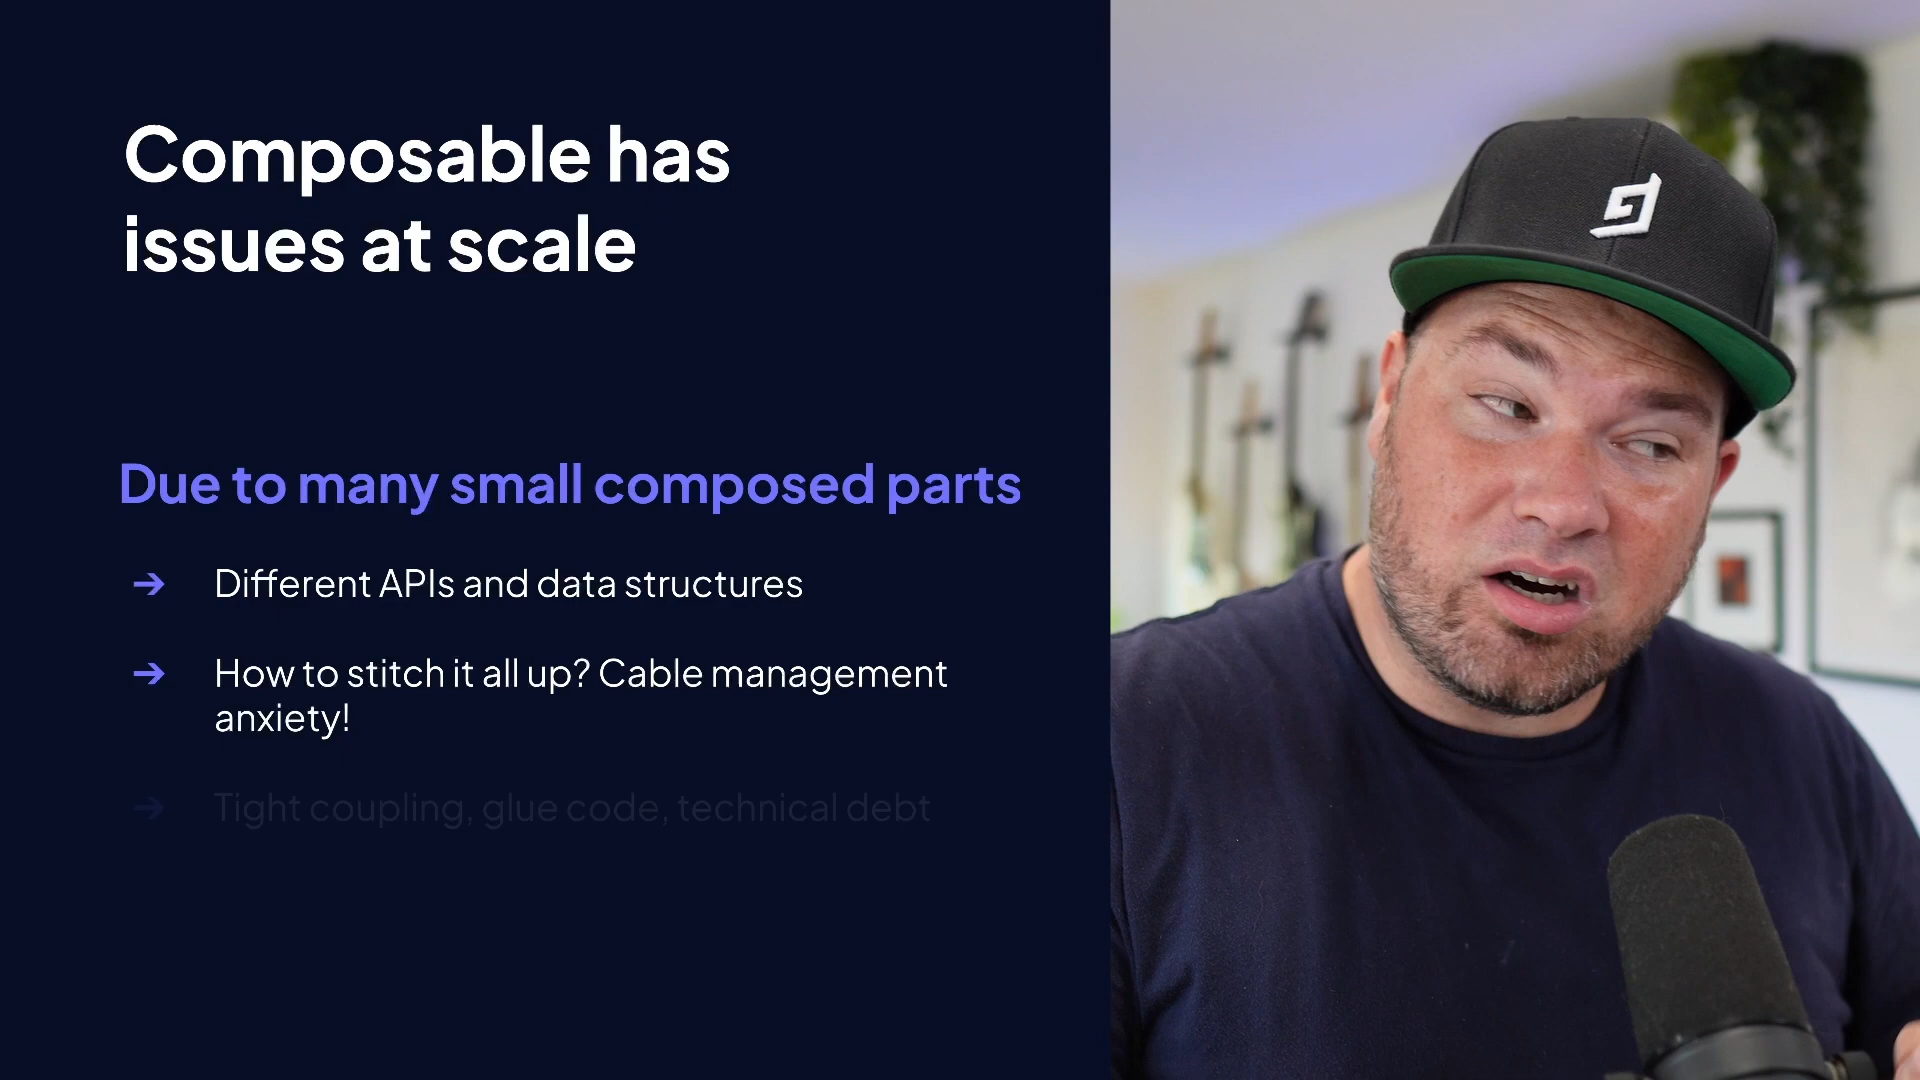 Composable has
issues at scale
Due to many small composed parts
→ Different APIs and data structures
→ How to stitch it all up? Cable management
anxiety!
→ Tight coupling, glue code, technical debt